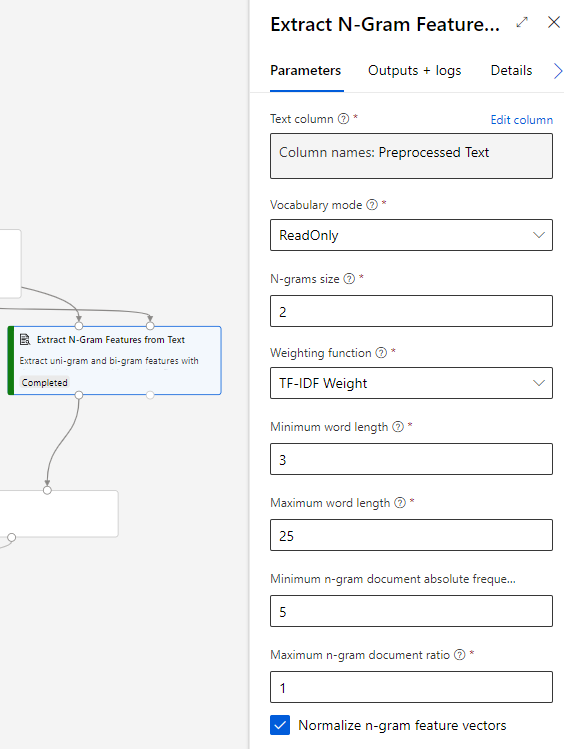 Extract N-Gram Feature...
Parameters
Outputs + logs
Details
Text column ? *
Edit column
Column names: Preprocessed Text
Vocabulary mode ? *
ReadOnly
N-grams size ? *
2
Weighting function ? *
TF-IDF Weight
Minimum word length ? *
3
Maximum word length ? *
25
Minimum n-gram document absolute freque...
5
Maximum n-gram document ratio ? *
1
Normalize n-gram feature vectors
Extract N-Gram Features from Text
Extract uni-gram and bi-gram features with
Completed